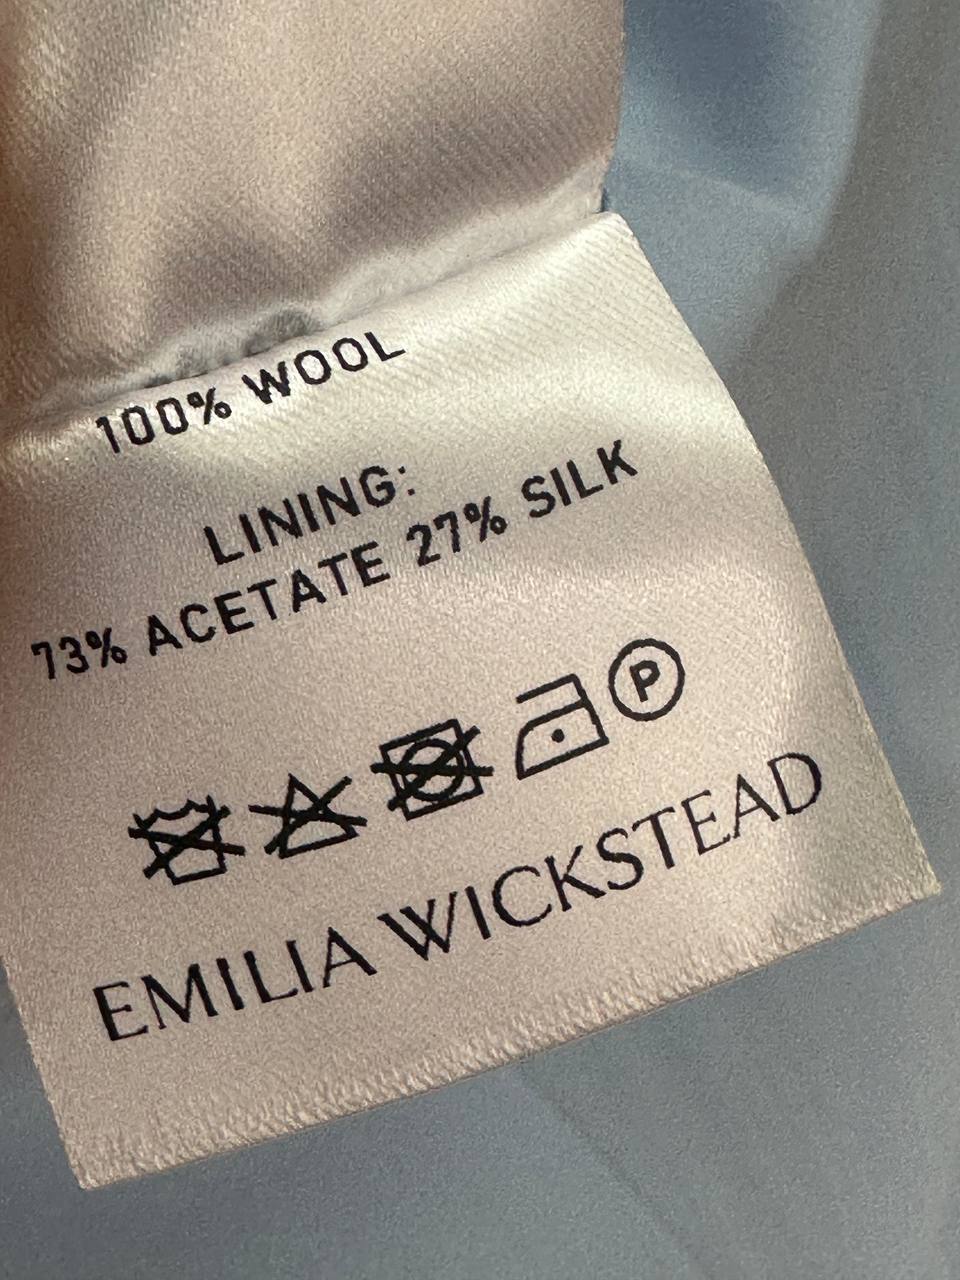 100% WOOL
LINING:
73% ACETATE 27% SILK
P
EMILIA WICKSTEAD